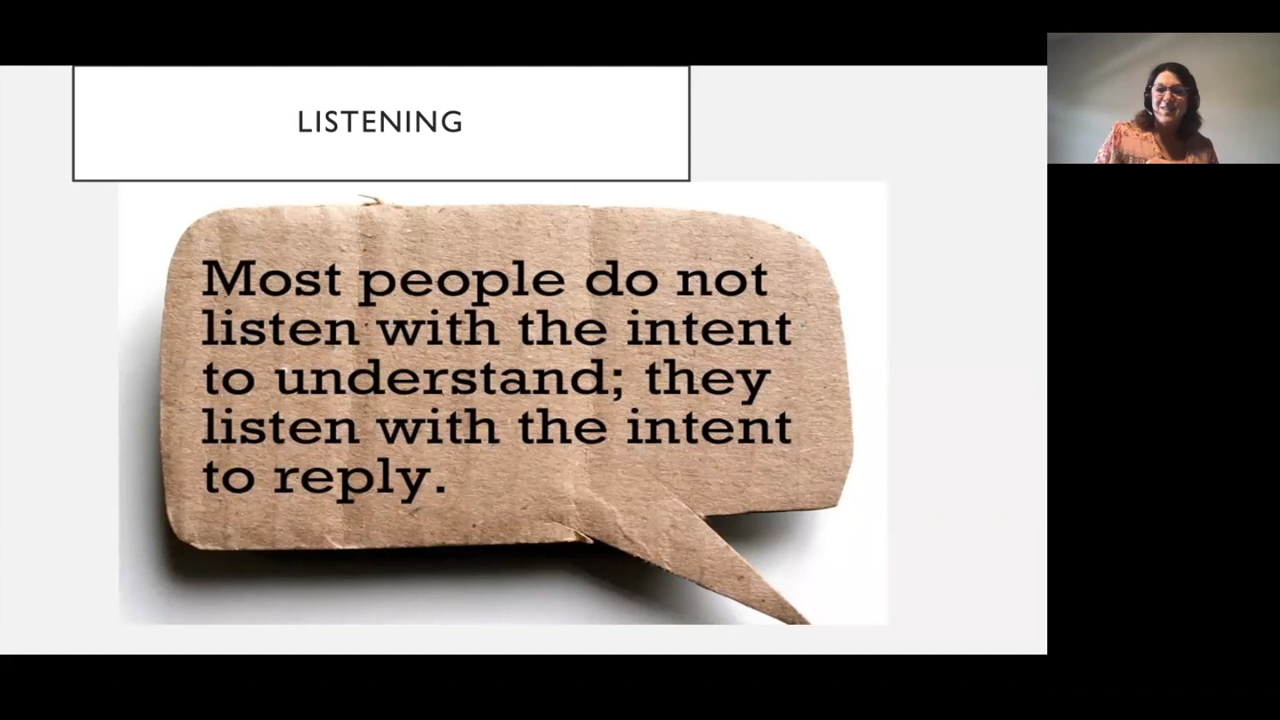 LISTENING
Most people do not
listen with the intent
to understand; they
listen with the intent
to reply.